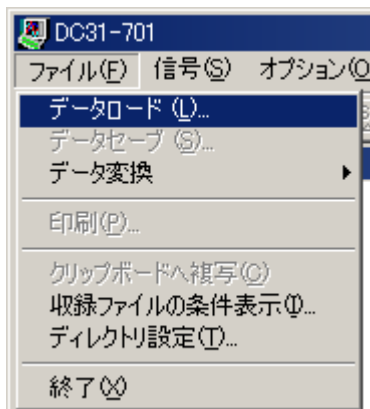 DC31-701
ファイル(F) 信号(S) オプション(O
データロード (L)...
データセーブ (S)...
データ変換
印刷(P)...
クリップボードへ複写(C)
収録ファイルの条件表示(I)...
ディレクトリ設定(T)...
終了(X)